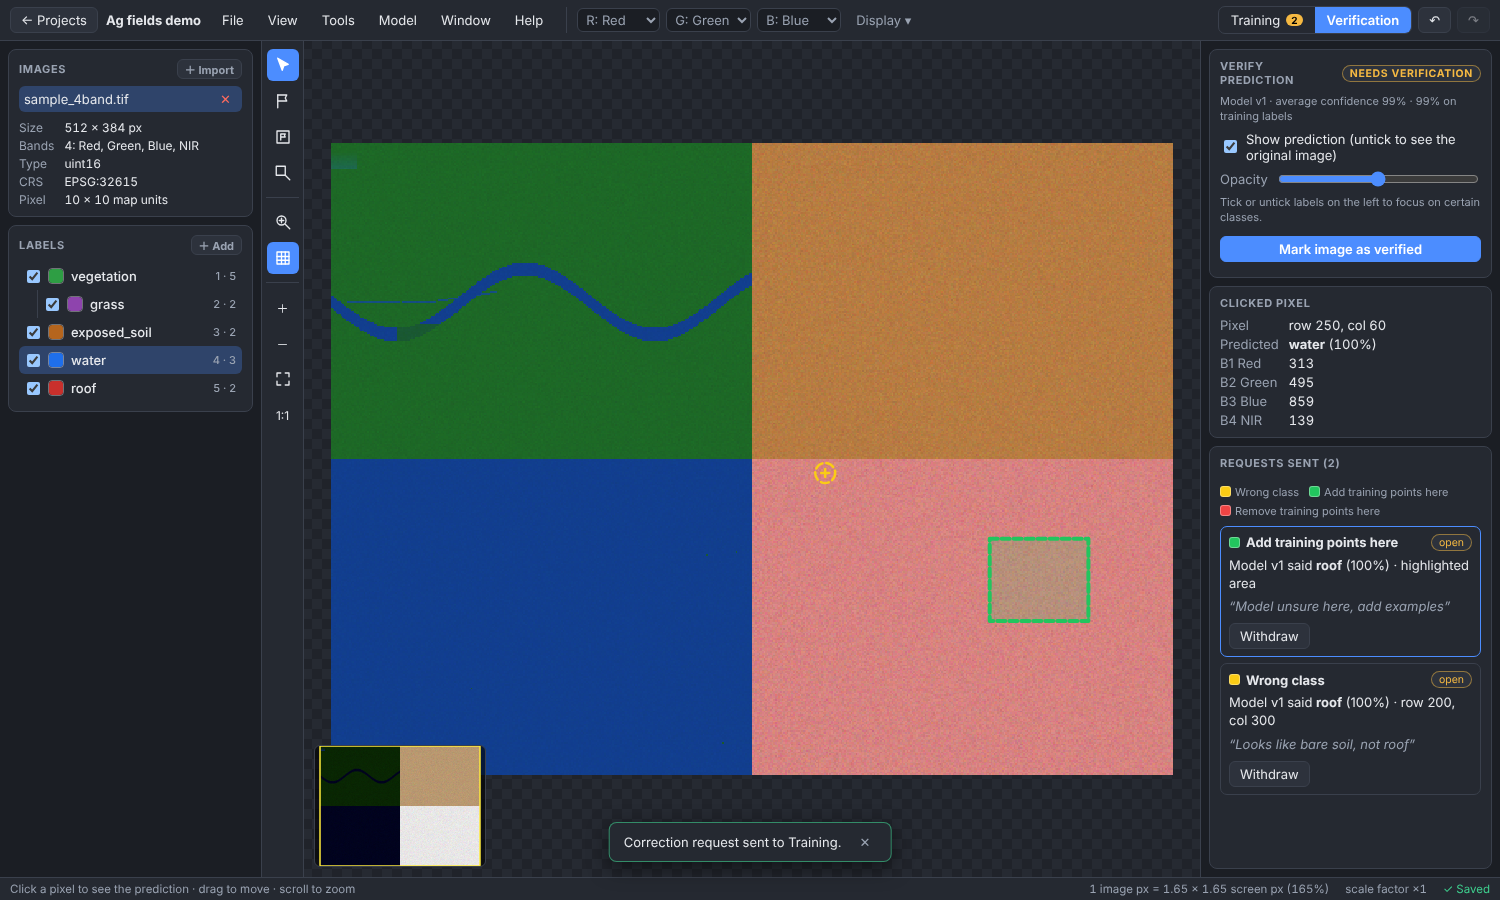 ← Projects
Ag fields demo
File
View
Tools
Model
Window
Help
R: Red
G: Green
B: Blue
Display ▾
Training 2
Verification
IMAGES
+ Import
sample_4band.tif
Size 512 × 384 px
Bands 4: Red, Green, Blue, NIR
Type uint16
CRS EPSG:32615
Pixel 10 × 10 map units
LABELS
+ Add
vegetation 1 · 5
grass 2 · 2
exposed_soil 3 · 2
water 4 · 3
roof 5 · 2
1:1
VERIFY
PREDICTION
NEEDS VERIFICATION
Model v1 · average confidence 99% · 99% on
training labels
Show prediction (untick to see the
original image)
Opacity
Tick or untick labels on the left to focus on certain
classes.
Mark image as verified
CLICKED PIXEL
Pixel row 250, col 60
Predicted water (100%)
B1 Red 313
B2 Green 495
B3 Blue 859
B4 NIR 139
REQUESTS SENT (2)
Wrong class
Add training points here
Remove training points here
Add training points here open
Model v1 said roof (100%) · highlighted
area
“Model unsure here, add examples”
Withdraw
Wrong class open
Model v1 said roof (100%) · row 200,
col 300
“Looks like bare soil, not roof”
Withdraw
Correction request sent to Training. ×
Click a pixel to see the prediction · drag to move · scroll to zoom
1 image px = 1.65 × 1.65 screen px (165%)
scale factor ×1
✓ Saved